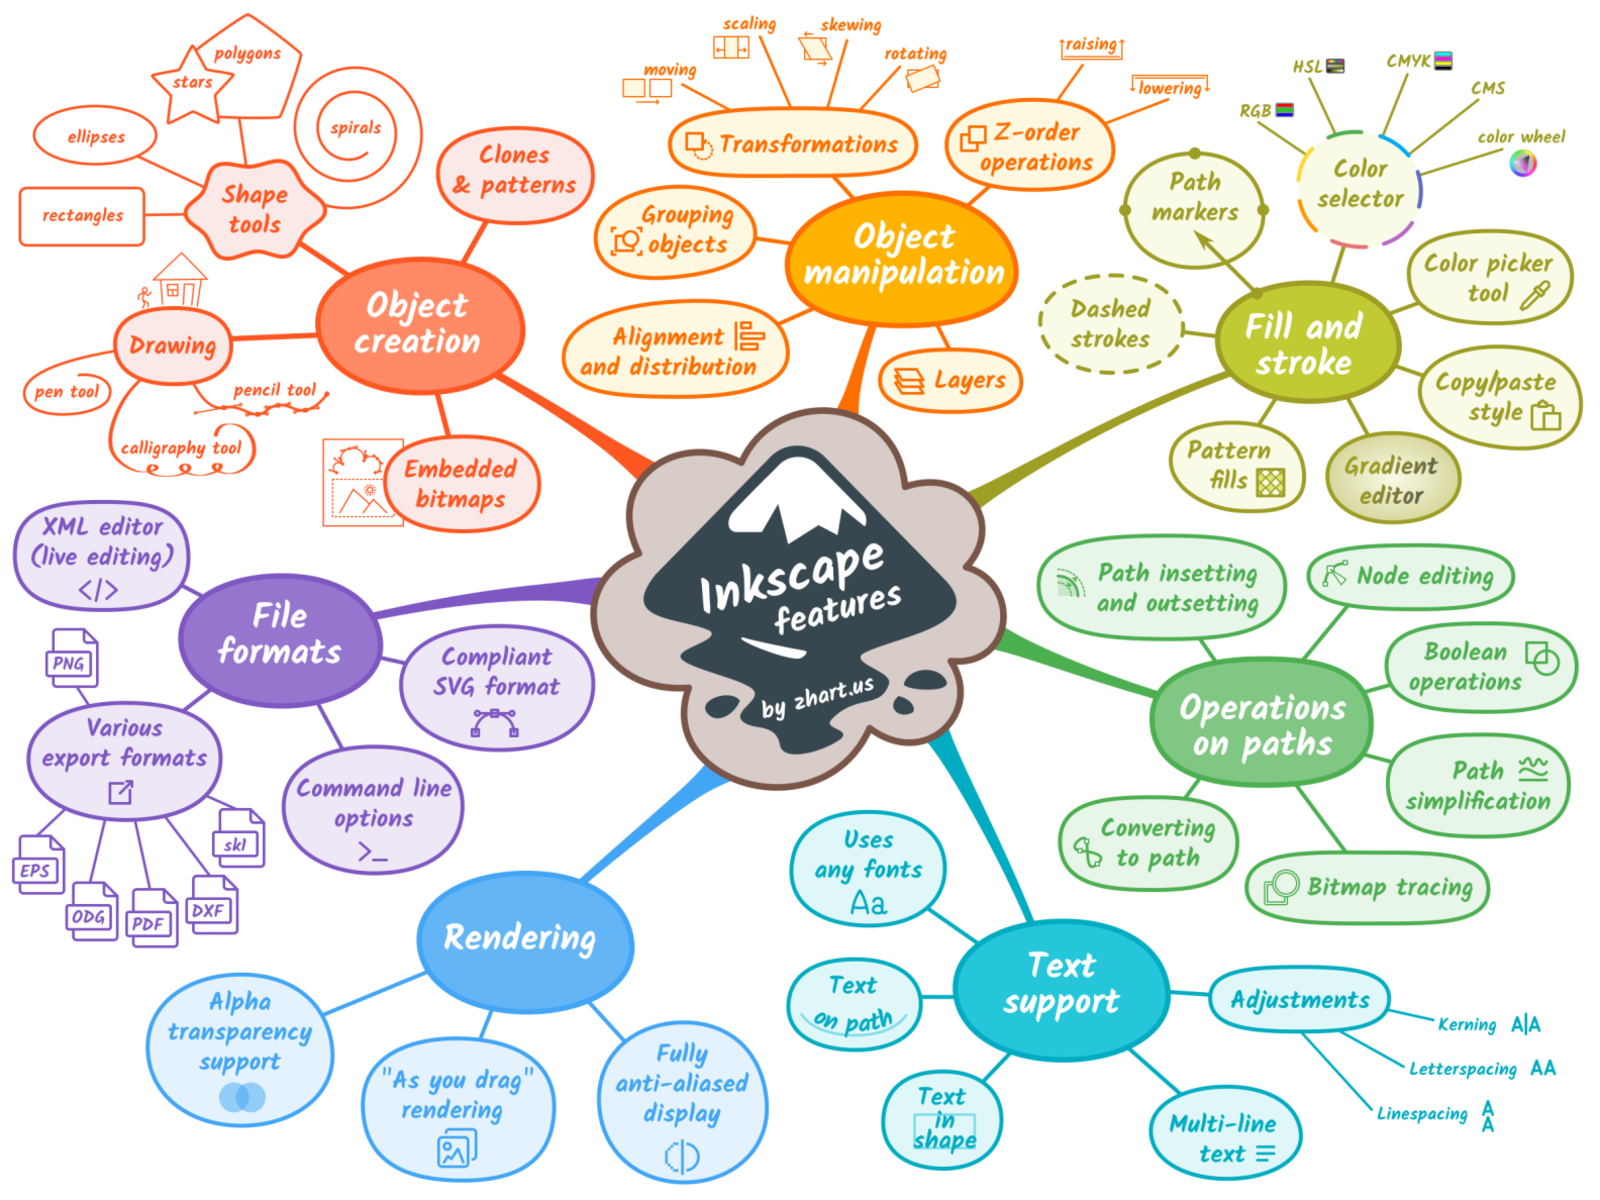 Inkscape
features
by zhart.us
Object
creation
Shape
tools
polygons
stars
ellipses
rectangles
spirals
Clones
& patterns
Drawing
pen tool
pencil tool
calligraphy tool
Embedded
bitmaps
Object
manipulation
Transformations
moving
scaling
skewing
rotating
Z-order
operations
raising
lowering
Grouping
objects
Alignment
and distribution
Layers
Fill and
stroke
Path
markers
Color
selector
RGB
HSL
CMYK
CMS
color wheel
Color picker
tool
Dashed
strokes
Copy/paste
style
Pattern
fills
Gradient
editor
Operations
on paths
Path insetting
and outsetting
Node editing
Boolean
operations
Path
simplification
Converting
to path
Bitmap tracing
Text
support
Uses
any fonts
Aa
Text
on path
Text
in
shape
Multi-line
text
Adjustments
Kerning A|A
Letterspacing AA
Linespacing A
A
Rendering
Alpha
transparency
support
"As you drag"
rendering
Fully
anti-aliased
display
File
formats
XML editor
(live editing)
</>
Compliant
SVG format
Command line
options
>_
Various
export formats
PNG
EPS
ODG
PDF
DXF
sk1